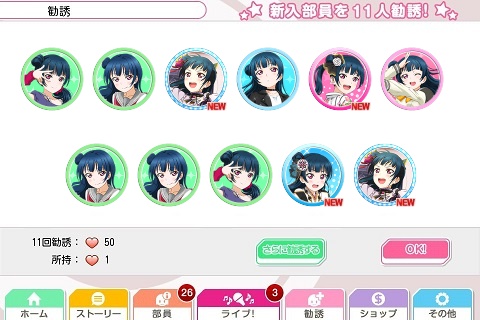 勧誘
新入部員を11人勧誘!
NEW
NEW
NEW
NEW
11回勧誘: 50
所持: 1
さらに勧誘する
OK!
26
3
ホーム
ストーリー
部員
ライブ!
勧誘
ショップ
その他